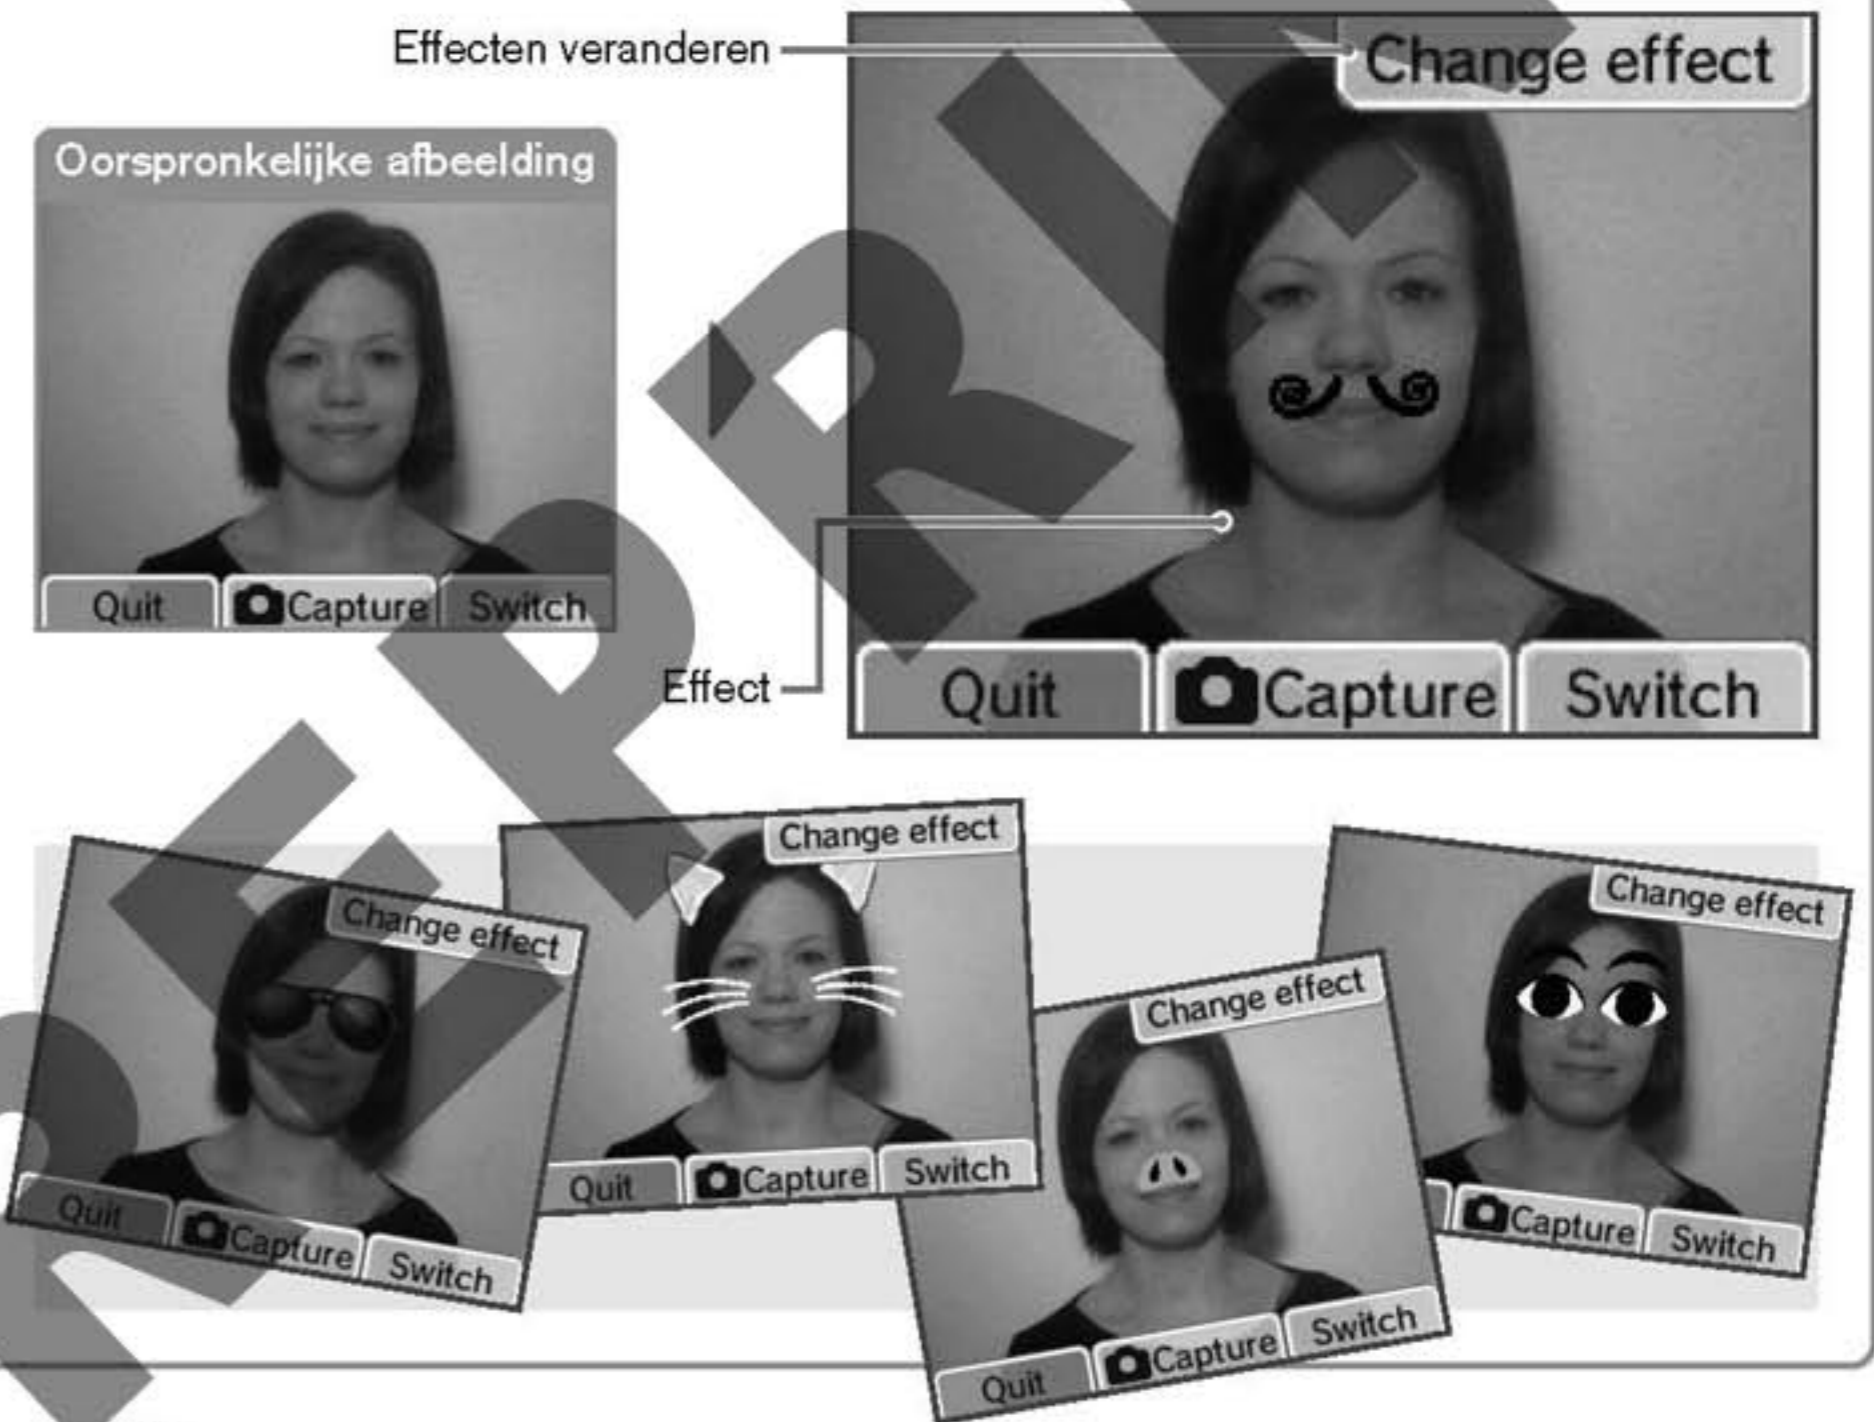 Effecten veranderen
Change effect
Oorspronkelijke afbeelding
Quit Capture Switch
Effect
Quit Capture Switch
Change effect
Quit Capture Switch
Change effect
Quit Capture Switch
Change effect
Quit Capture Switch
Change effect
Capture Switch